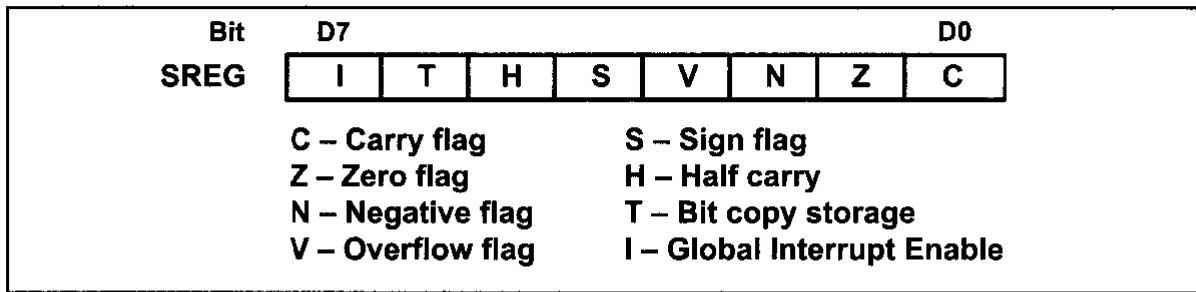 Bit D7 D0
SREG I T H S V N Z C
C – Carry flag S – Sign flag
Z – Zero flag H – Half carry
N – Negative flag T – Bit copy storage
V – Overflow flag I – Global Interrupt Enable